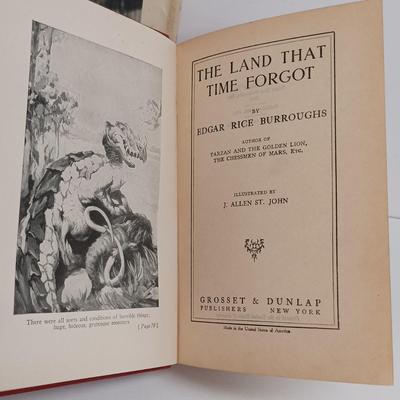 There were all sorts and conditions of horrible things;
huge, hideous, grotesque monsters
[Page 79]
THE LAND THAT
TIME FORGOT
BY
EDGAR RICE BURROUGHS
AUTHOR OF
TARZAN AND THE GOLDEN LION,
THE CHESSMEN OF MARS, ETC.
ILLUSTRATED BY
J. ALLEN ST. JOHN
GROSSET & DUNLAP
PUBLISHERS NEW YORK
Made in the United States of America